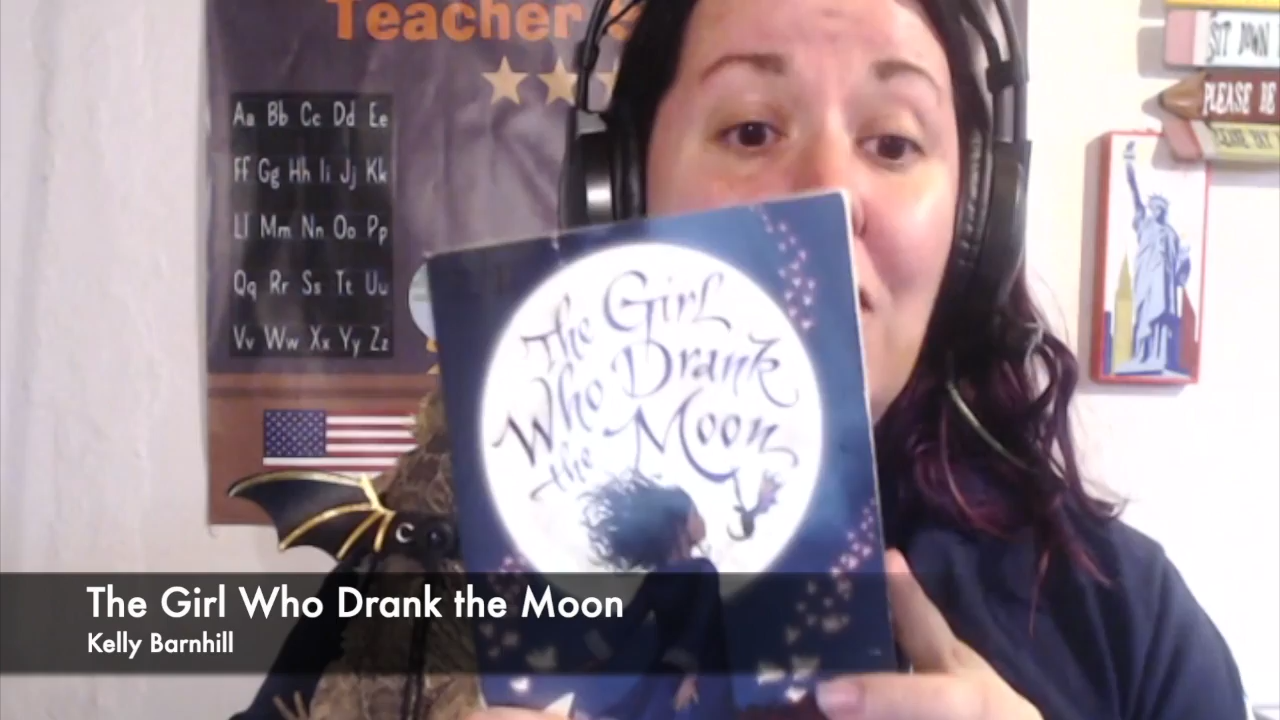 Teacher
Aa Bb Cc Dd Ee
Ff Gg Hh Ii Jj Kk
Ll Mm Nn Oo Pp
Qq Rr Ss Tt Uu
Vv Ww Xx Yy Zz
SIT DOWN
PLEASE BE
The Girl
Who Drank
the Moon
The Girl Who Drank the Moon
Kelly Barnhill